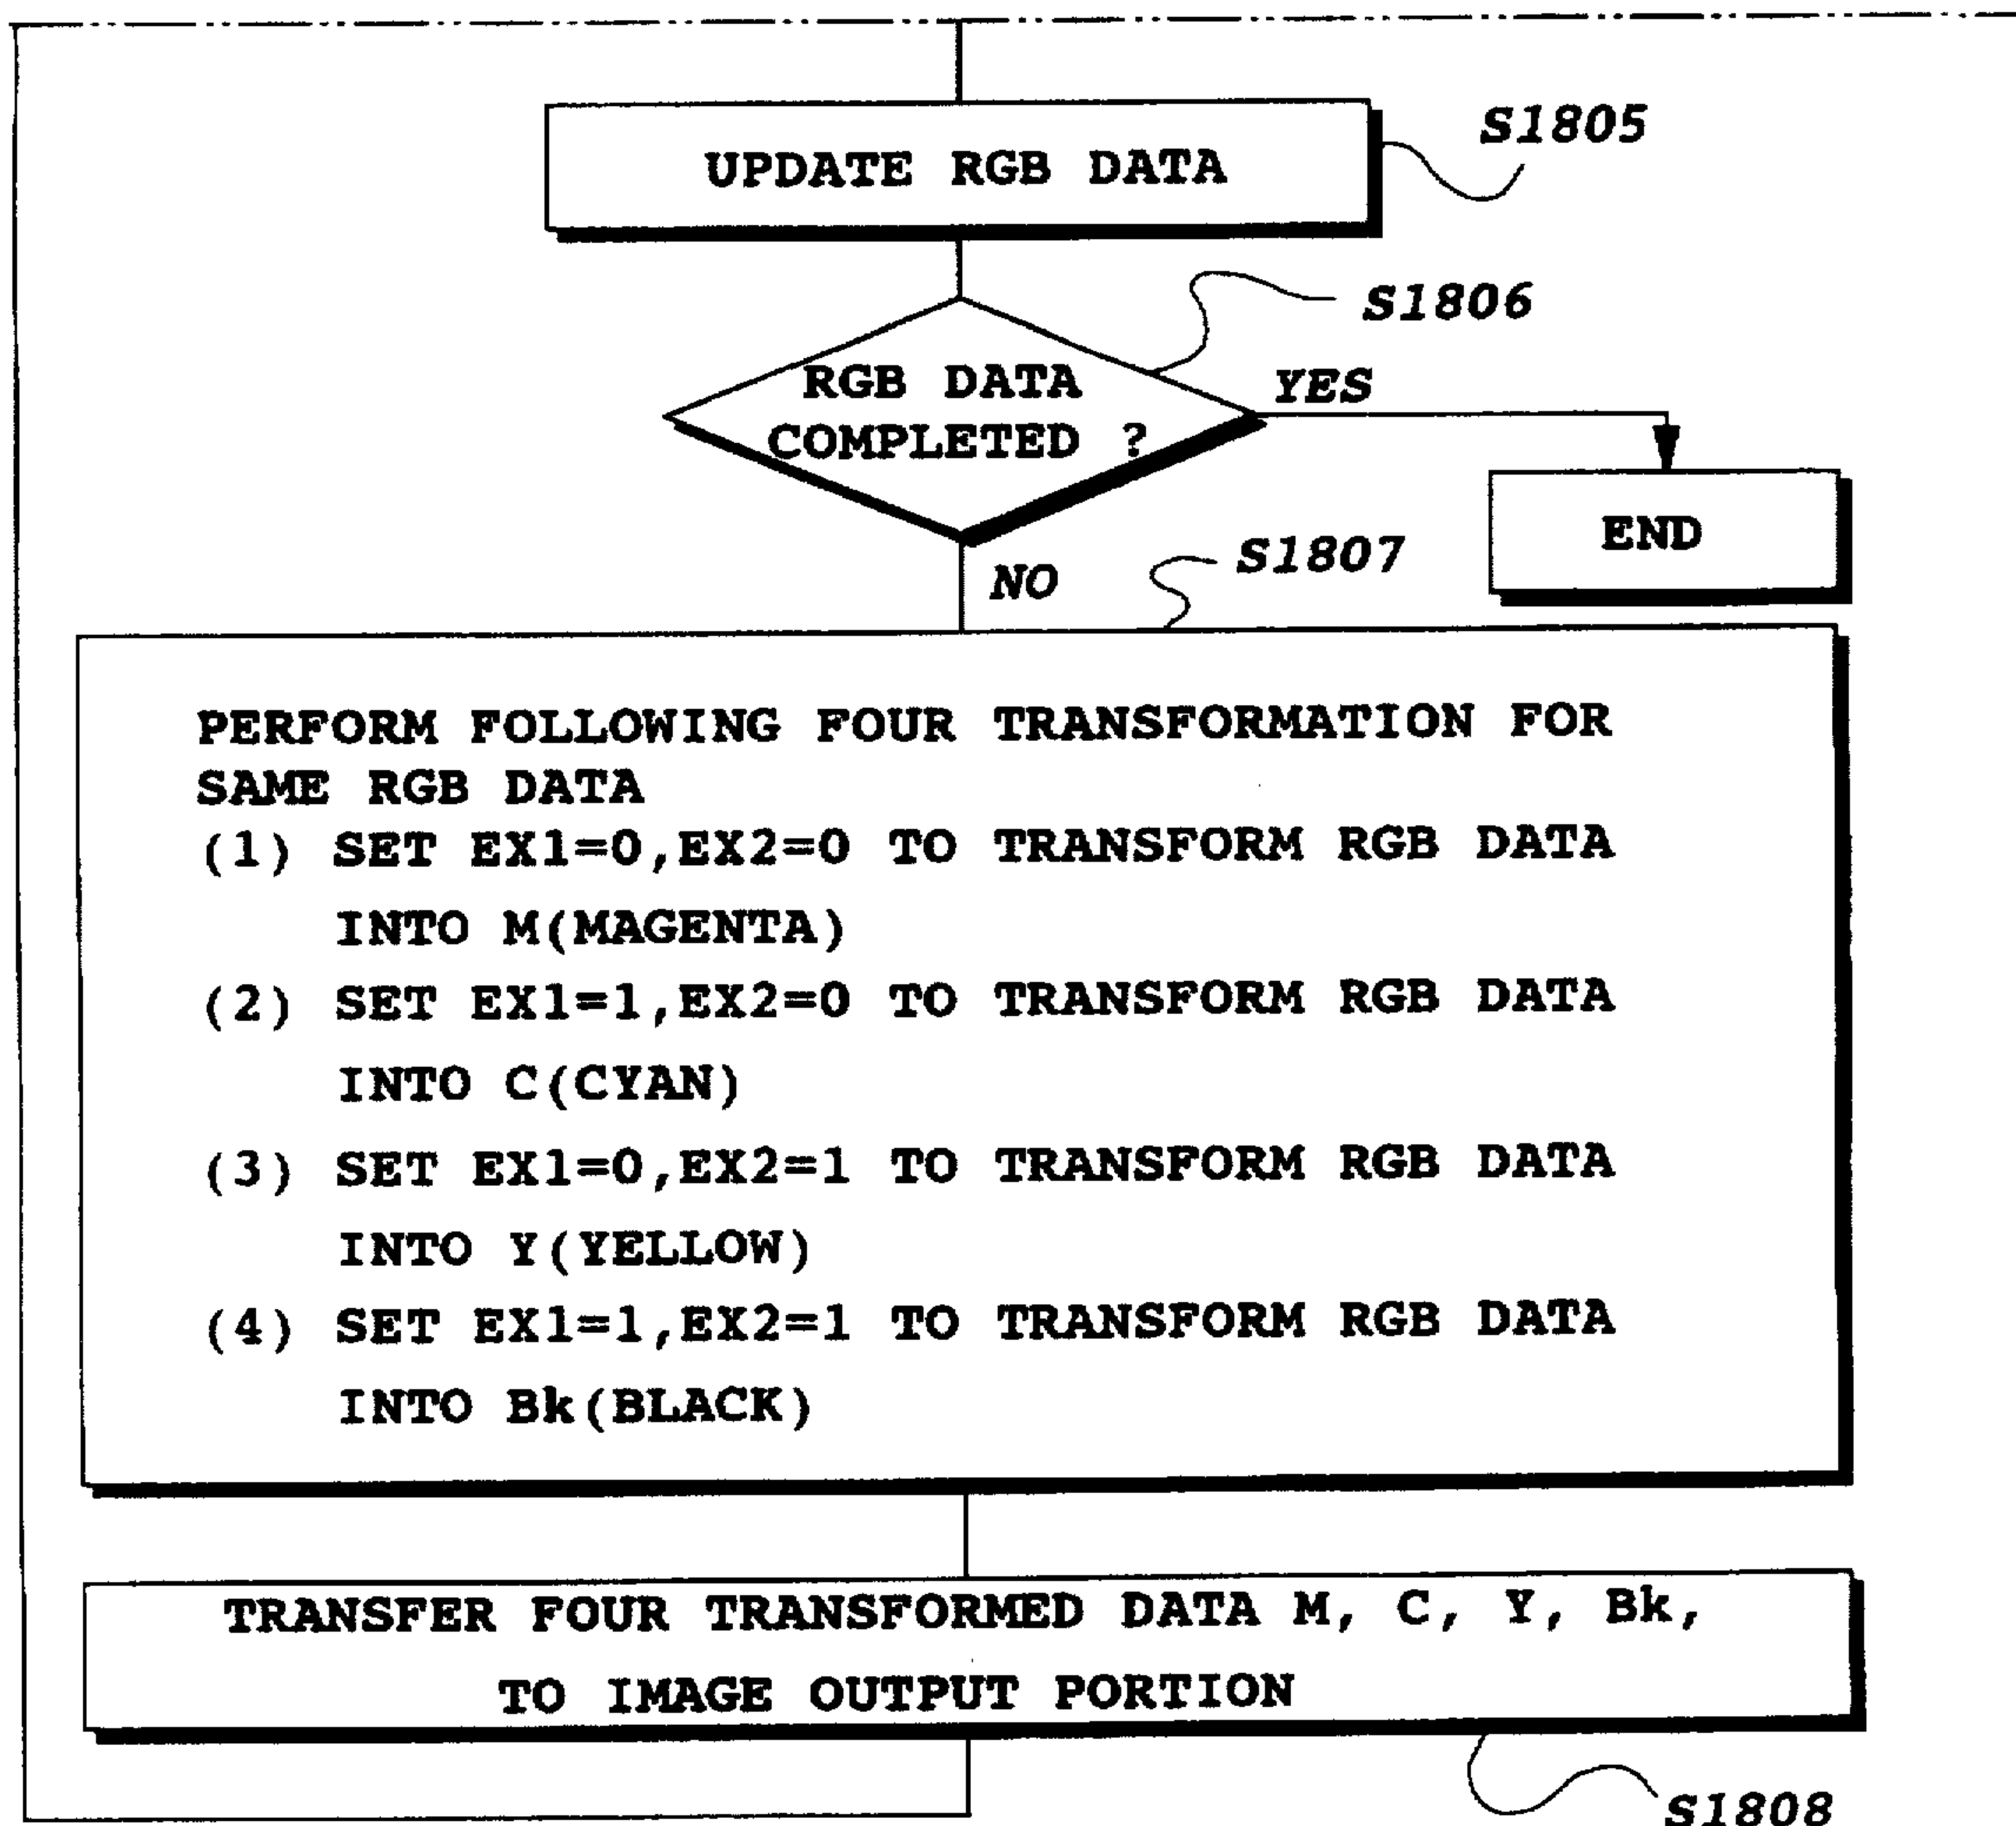 S1805
UPDATE RGB DATA
S1806
RGB DATA
COMPLETED ?
YES
END
NO
S1807
PERFORM FOLLOWING FOUR TRANSFORMATION FOR
SAME RGB DATA
(1) SET EX1=0,EX2=0 TO TRANSFORM RGB DATA
INTO M(MAGENTA)
(2) SET EX1=1,EX2=0 TO TRANSFORM RGB DATA
INTO C(CYAN)
(3) SET EX1=0,EX2=1 TO TRANSFORM RGB DATA
INTO Y(YELLOW)
(4) SET EX1=1,EX2=1 TO TRANSFORM RGB DATA
INTO Bk(BLACK)
TRANSFER FOUR TRANSFORMED DATA M, C, Y, Bk,
TO IMAGE OUTPUT PORTION
S1808